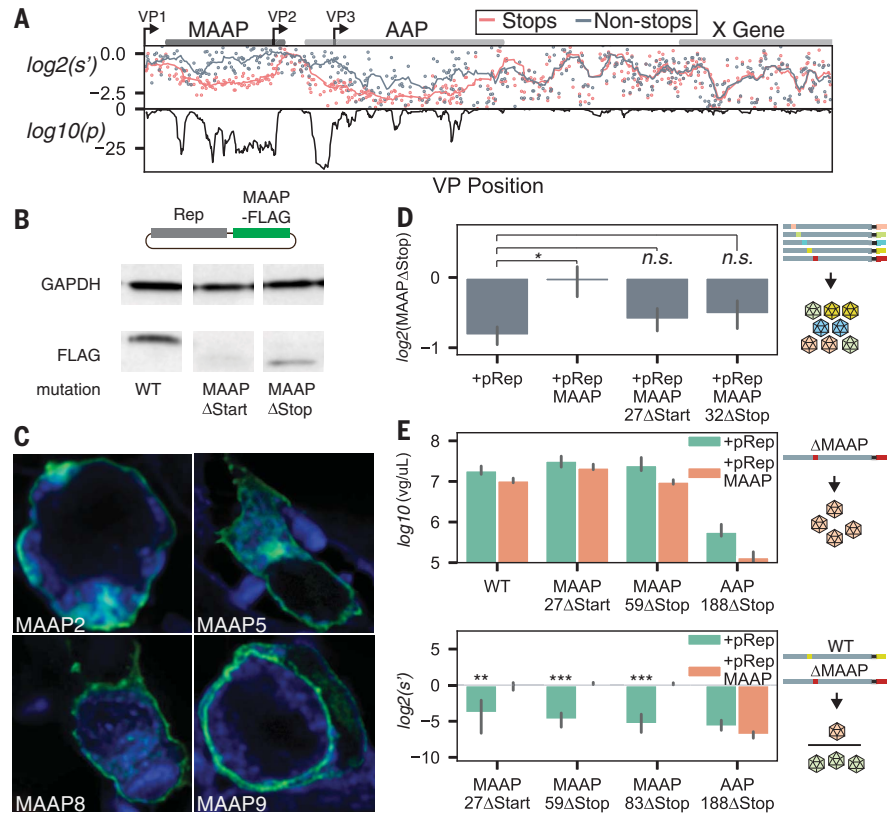 A
VP1
VP2
VP3
MAAP
AAP
X Gene
Stops
Non-stops
log2(s')
0.0
−2.5
log10(p)
0
−25
VP Position
B
Rep
MAAP
-FLAG
GAPDH
FLAG
mutation
WT
MAAP
ΔStart
MAAP
ΔStop
C
MAAP2
MAAP5
MAAP8
MAAP9
D
log2(MAAPΔStop)
0
−1
*
n.s.
n.s.
+pRep
+pRep
MAAP
+pRep
MAAP
27ΔStart
+pRep
MAAP
32ΔStop
E
log10 (vg/uL)
8
7
6
5
+pRep
+pRep
MAAP
WT
MAAP
27ΔStart
MAAP
59ΔStop
AAP
188ΔStop
ΔMAAP
log2(s')
5
0
−5
−10
+pRep
+pRep
MAAP
**
***
***
MAAP
27ΔStart
MAAP
59ΔStop
MAAP
83ΔStop
AAP
188ΔStop
WT
ΔMAAP